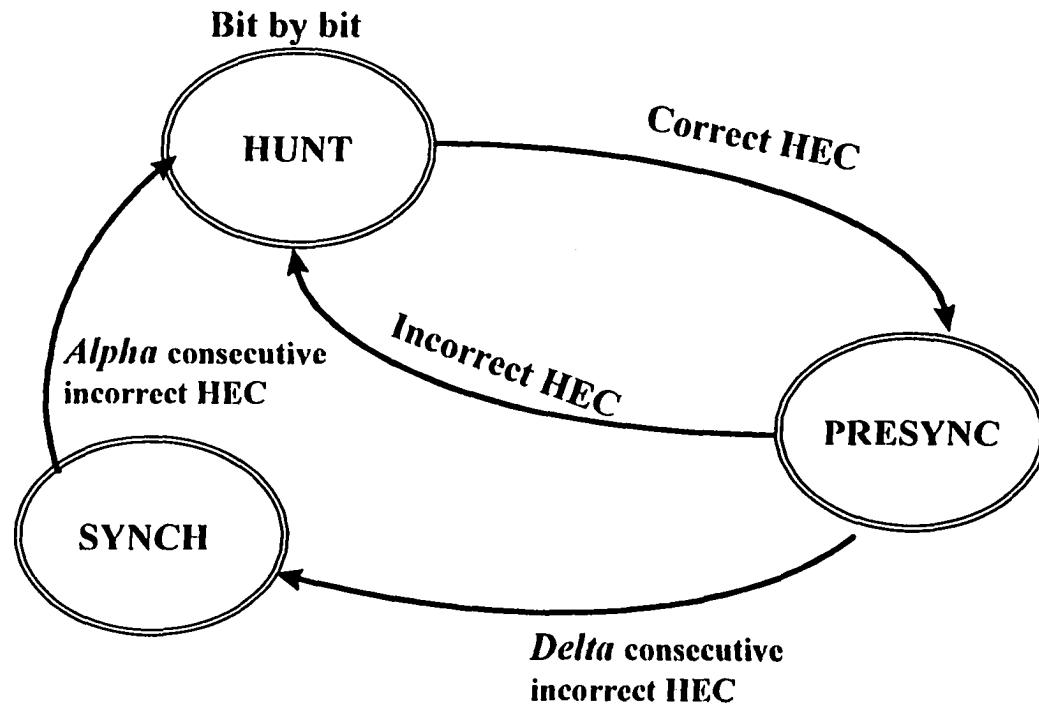 Bit by bit
HUNT
Correct HEC
Incorrect HEC
Alpha consecutive
incorrect HEC
PRESYNC
SYNCH
Delta consecutive
incorrect HEC